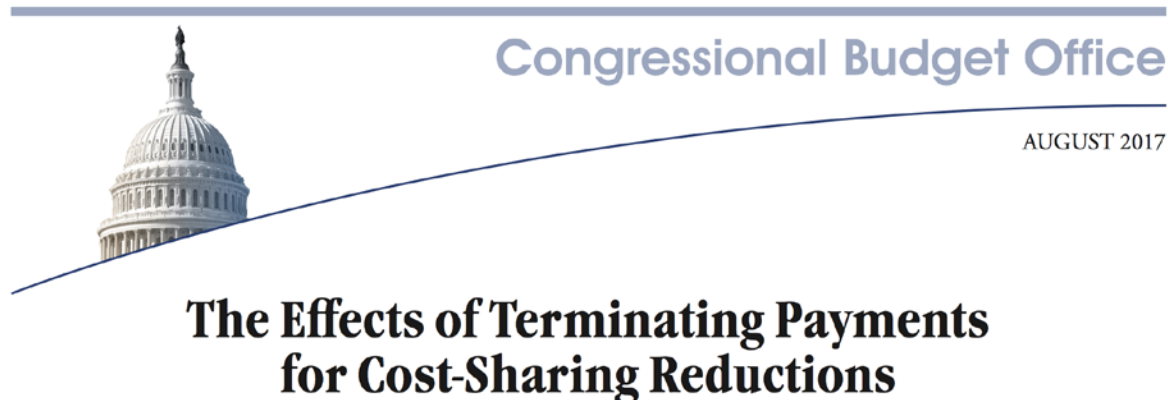 Congressional Budget Office
AUGUST 2017
The Effects of Terminating Payments
for Cost-Sharing Reductions